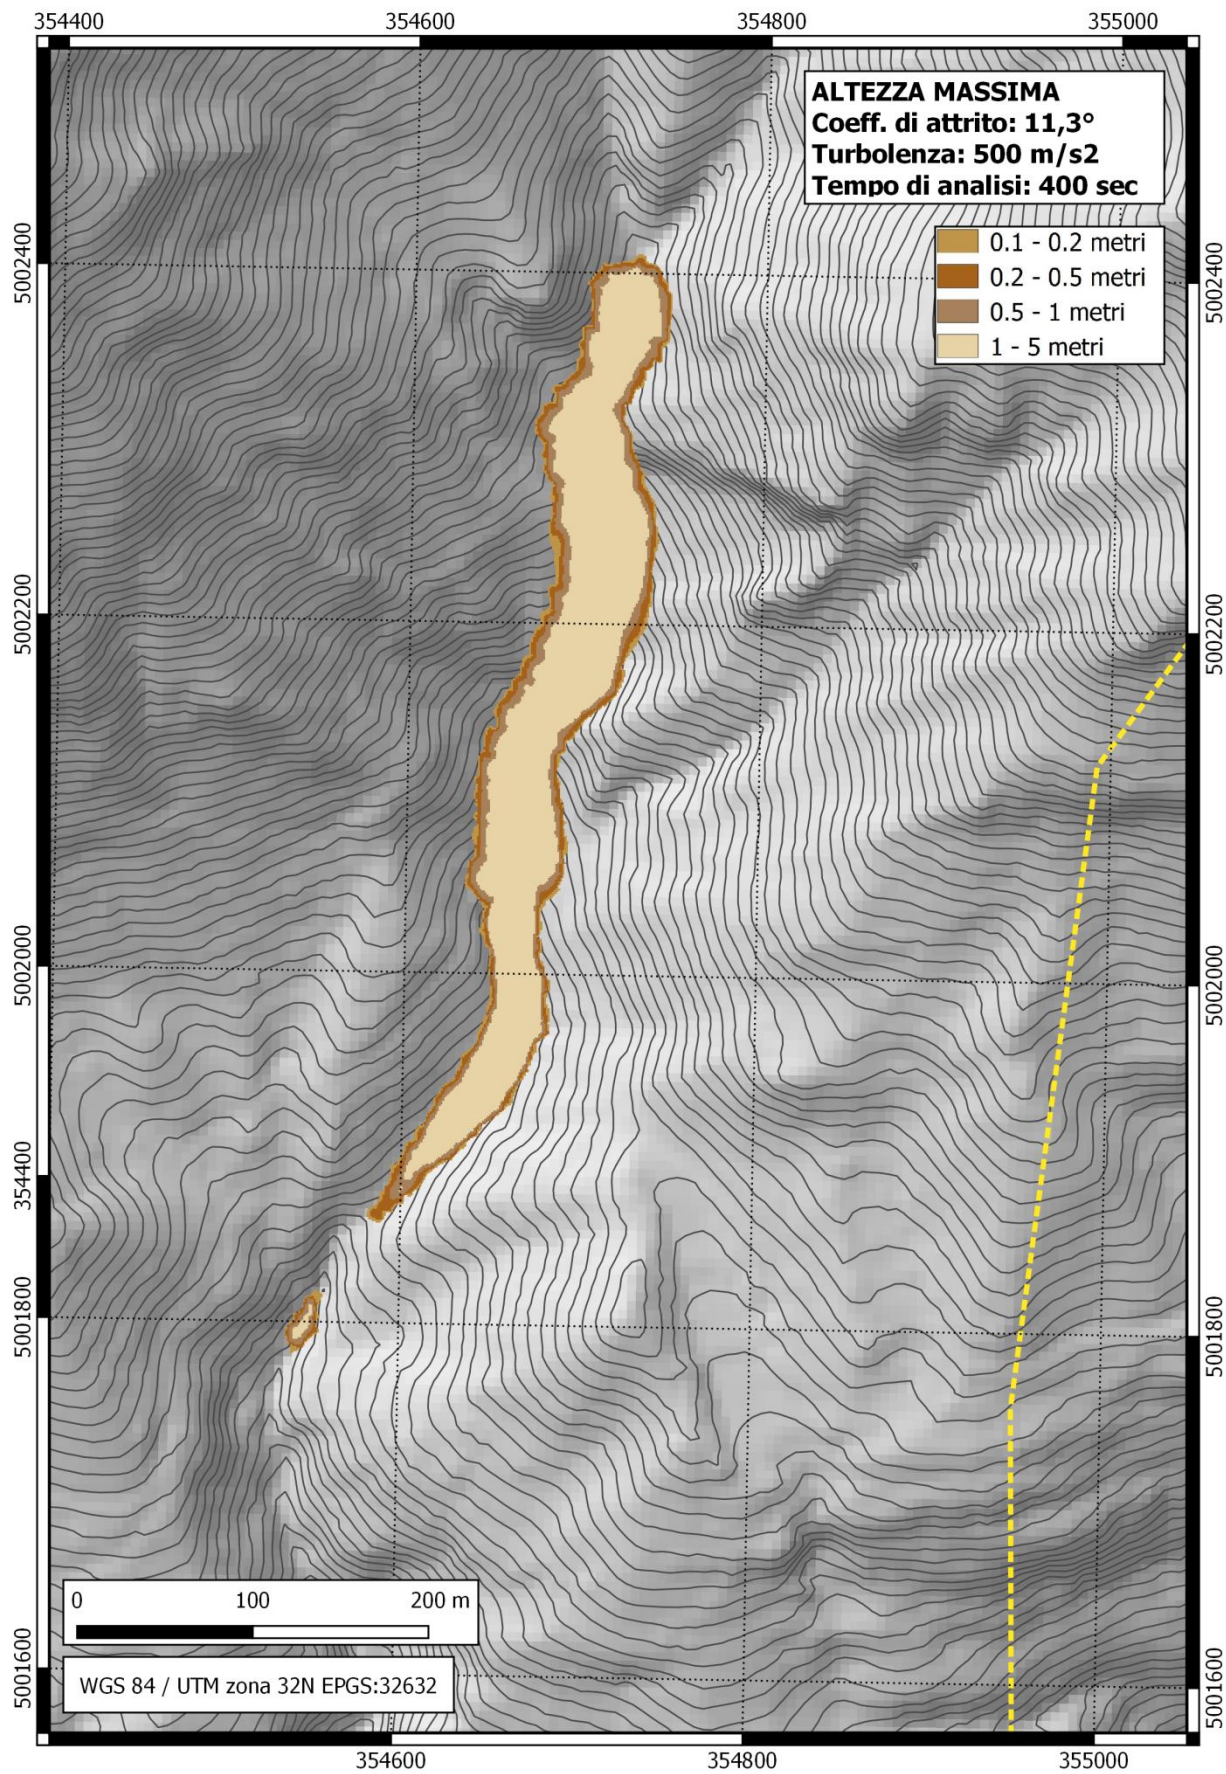 354400 354600 354800 355000
ALTEZZA MASSIMA
Coeff. di attrito: 11,3°
Turbolenza: 500 m/s2
Tempo di analisi: 400 sec
0.1 - 0.2 metri
0.2 - 0.5 metri
0.5 - 1 metri
1 - 5 metri
5002400
5002200
5002000
354400
5001800
5001600
5002400
5002200
5002000
5001800
5001600
0 100 200 m
WGS 84 / UTM zona 32N EPGS:32632
354600 354800 355000